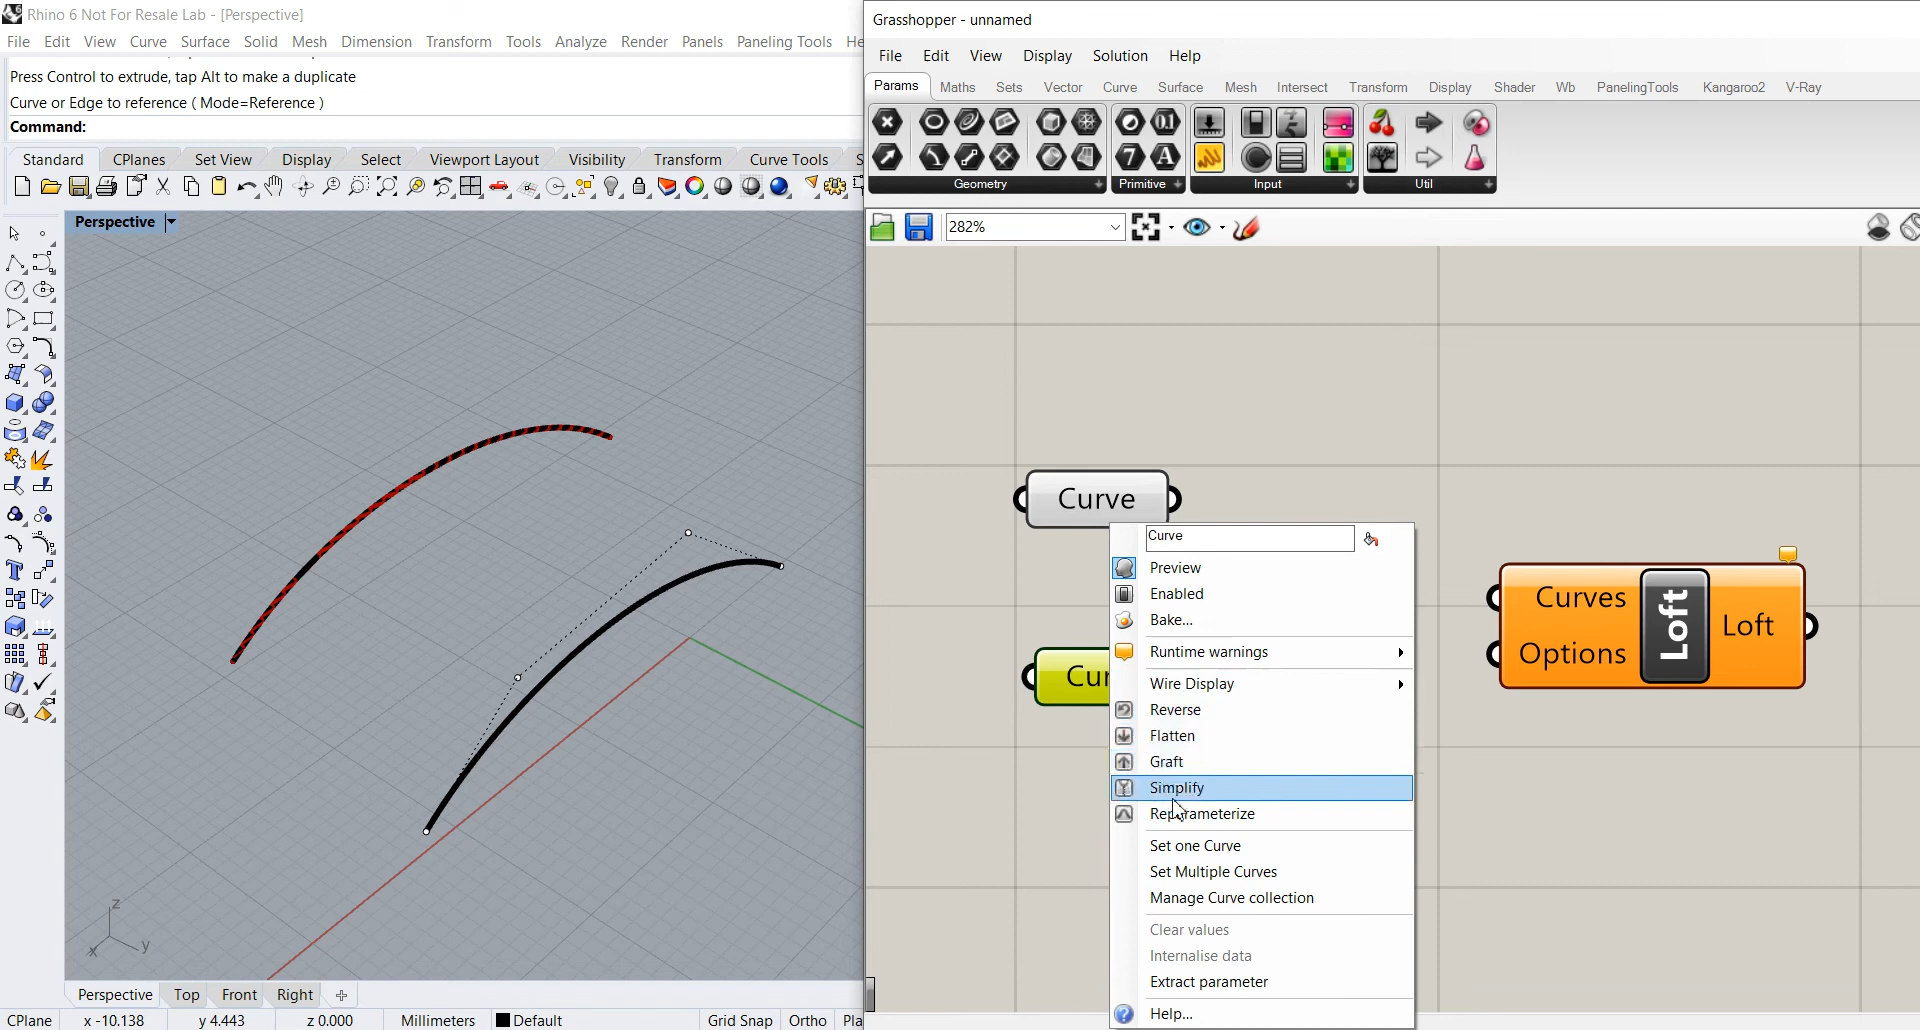 Rhino 6 Not For Resale Lab - [Perspective]
File Edit View Curve Surface Solid Mesh Dimension Transform Tools Analyze Render Panels Paneling Tools He
Press Control to extrude, tap Alt to make a duplicate
Curve or Edge to reference ( Mode=Reference )
Command:
Standard CPlanes Set View Display Select Viewport Layout Visibility Transform Curve Tools S
Perspective
z
y
x
Perspective Top Front Right
CPlane x -10.138 y 4.443 z 0.000 Millimeters Default Grid Snap Ortho Pla
Grasshopper - unnamed
File Edit View Display Solution Help
Params Maths Sets Vector Curve Surface Mesh Intersect Transform Display Shader Wb PanelingTools Kangaroo2 V-Ray
0.1
7 A
Geometry Primitive Input Util
282%
Curve
Cur
Curve
Preview
Enabled
Bake...
Runtime warnings
Wire Display
Reverse
Flatten
Graft
Simplify
Reparameterize
Set one Curve
Set Multiple Curves
Manage Curve collection
Clear values
Internalise data
Extract parameter
Help...
Curves
Options
Loft
Loft